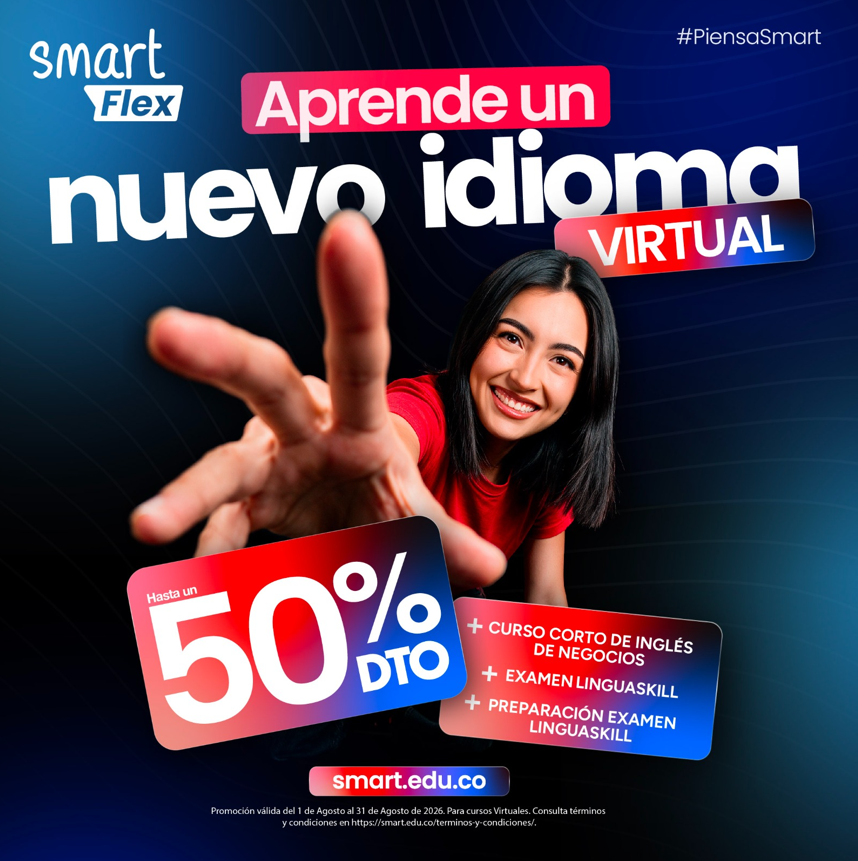 smart
Flex
#PiensaSmart
Aprende un
nuevo idioma
VIRTUAL
Hasta un
50%
DTO
+ CURSO CORTO DE INGLÉS
DE NEGOCIOS
+ EXAMEN LINGUASKILL
+ PREPARACIÓN EXAMEN
LINGUASKILL
smart.edu.co
Promoción válida del 1 de Agosto al 31 de Agosto de 2026. Para cursos Virtuales. Consulta términos
y condiciones en https://smart.edu.co/terminos-y-condiciones/.